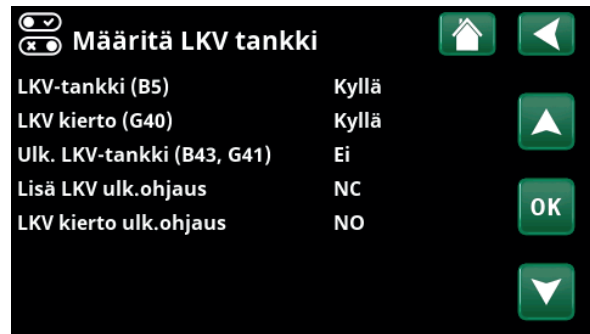 Määritä LKV tankki
LKV-tankki (B5) Kyllä
LKV kierto (G40) Kyllä
Ulk. LKV-tankki (B43, G41) Ei
Lisä LKV ulk.ohjaus NC
LKV kierto ulk.ohjaus NO
OK